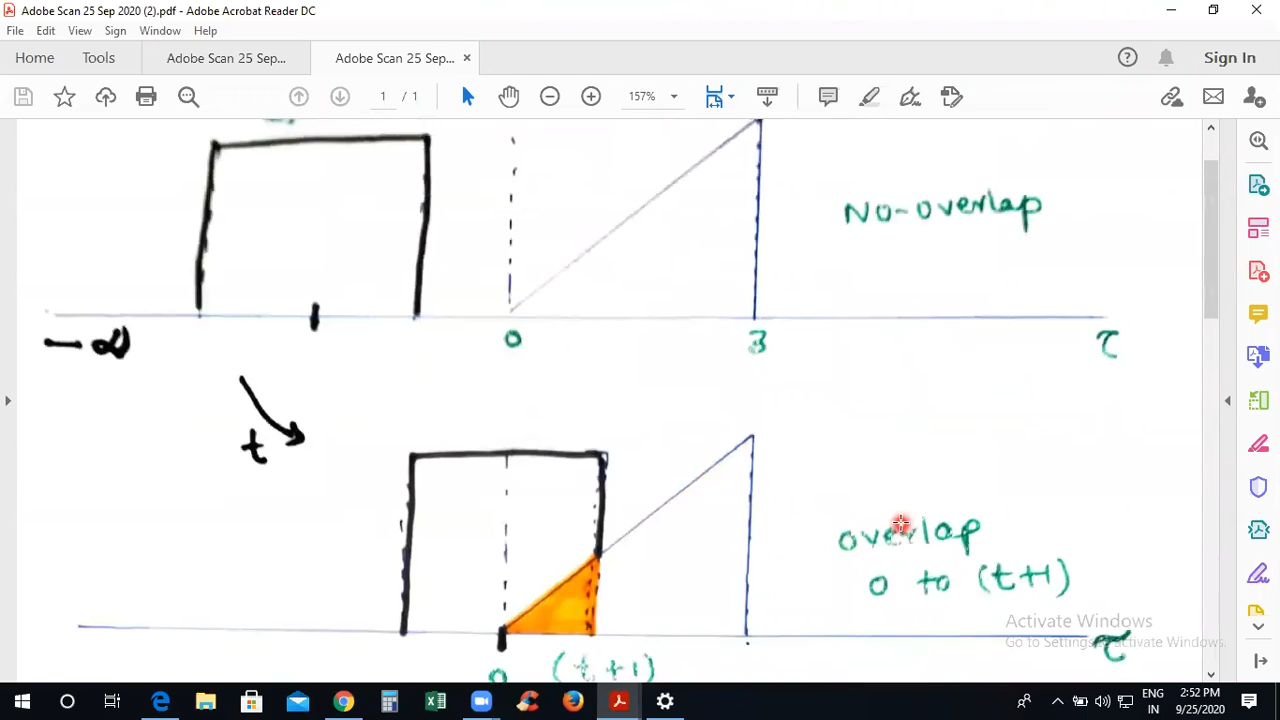 Adobe Scan 25 Sep 2020 (2).pdf - Adobe Acrobat Reader DC
File Edit View Sign Window Help
Home Tools Adobe Scan 25 Sep... Adobe Scan 25 Sep... ×
Sign In
1 / 1 157%
No-overlap
-∞ 0 3 τ
t
overlap
0 to (t+1)
Activate Windows
Go to Settings to activate Windows.
τ
0 (t+1)
ENG 2:52 PM
IN 9/25/2020